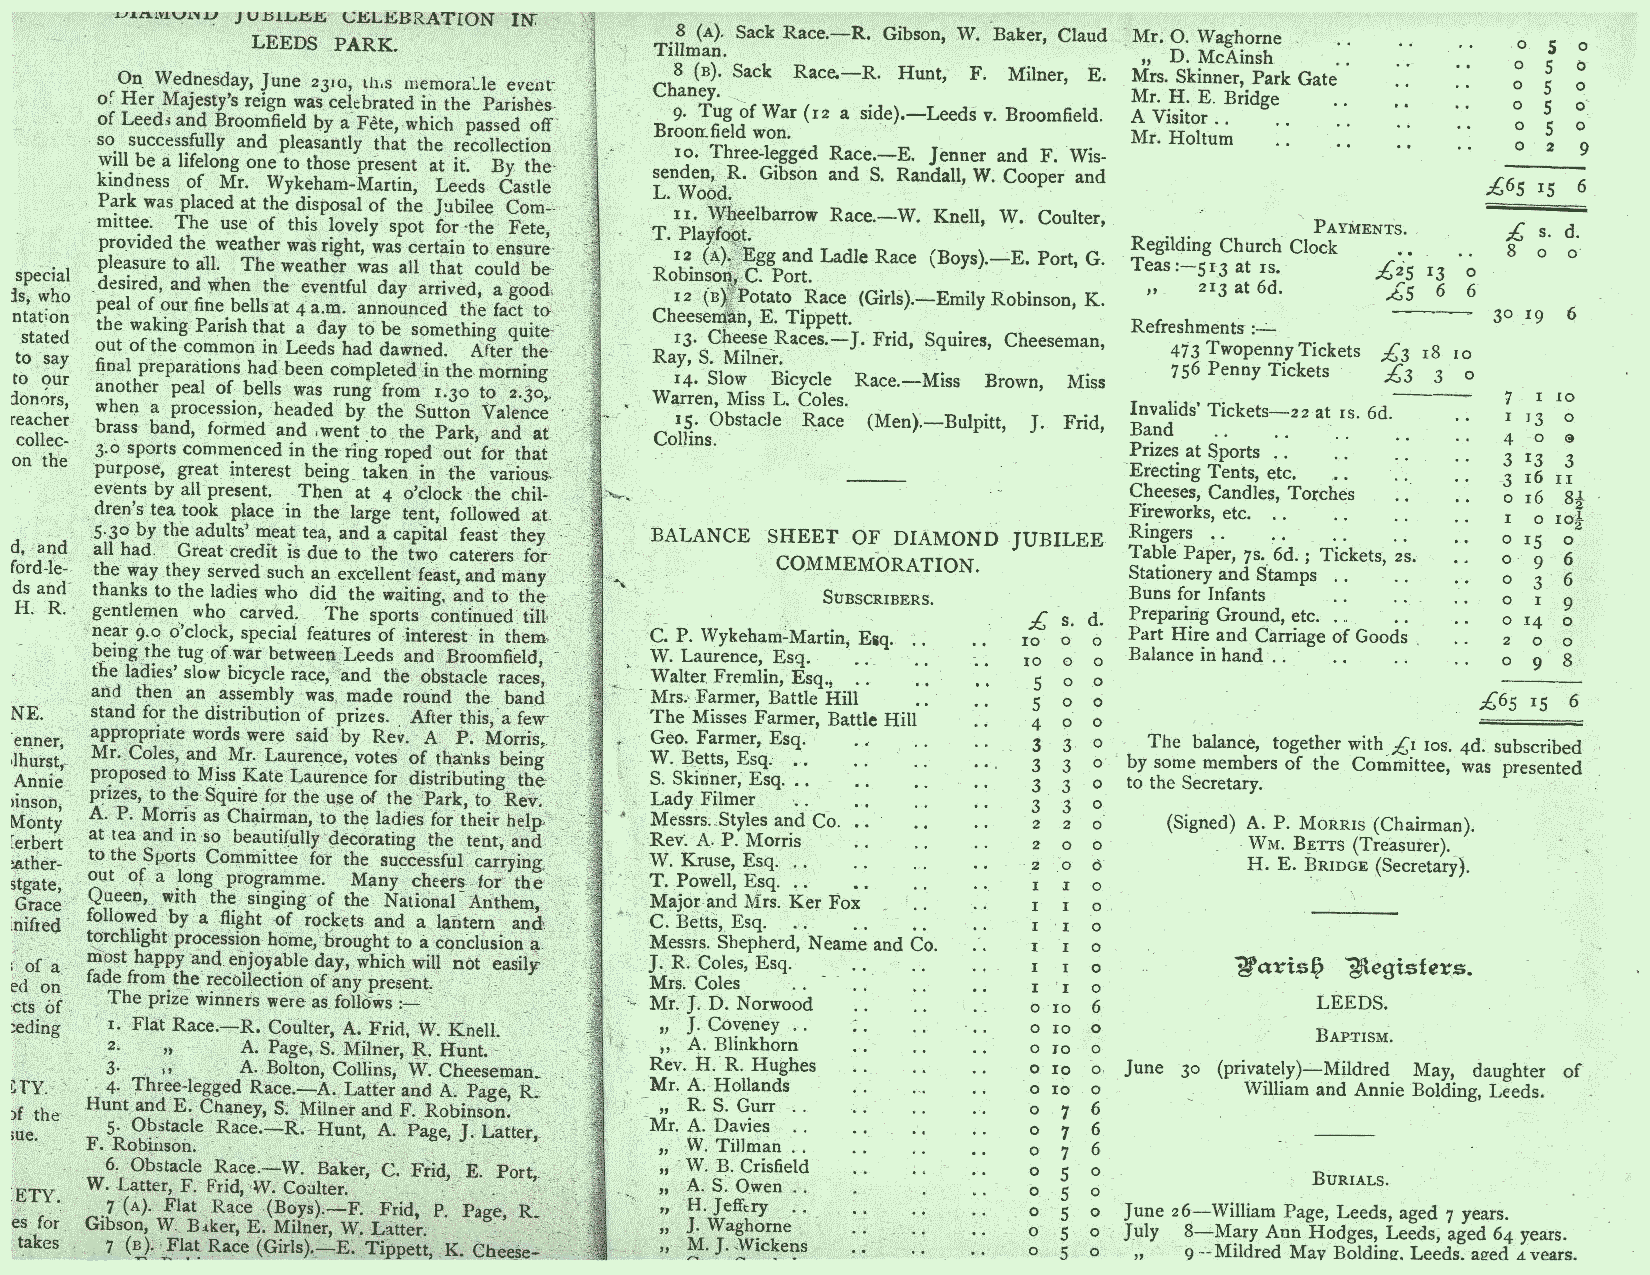 special
ds, who
ntation
stated
to say
to our
donors,
reacher
collec-
on the
d, and
ford-le-
ds and
H. R.
NE.
enner,
lhurst,
Annie
inson,
Monty
erbert
ather-
stgate,
Grace
nifred
of a
ed on
cts of
eding
ETY.
of the
sue.
ETY.
es for
takes
DIAMOND JUBILEE CELEBRATION IN
LEEDS PARK.
On Wednesday, June 23rd, this memorable event
of Her Majesty's reign was celebrated in the Parishes
of Leeds and Broomfield by a Fète, which passed off
so successfully and pleasantly that the recollection
will be a lifelong one to those present at it. By the
kindness of Mr. Wykeham-Martin, Leeds Castle
Park was placed at the disposal of the Jubilee Com-
mittee. The use of this lovely spot for the Fete,
provided the weather was right, was certain to ensure
pleasure to all. The weather was all that could be
desired, and when the eventful day arrived, a good
peal of our fine bells at 4 a.m. announced the fact to
the waking Parish that a day to be something quite
out of the common in Leeds had dawned. After the
final preparations had been completed in the morning
another peal of bells was rung from 1.30 to 2.30,
when a procession, headed by the Sutton Valence
brass band, formed and went to the Park, and at
3.0 sports commenced in the ring roped out for that
purpose, great interest being taken in the various
events by all present. Then at 4 o'clock the chil-
dren's tea took place in the large tent, followed at
5.30 by the adults' meat tea, and a capital feast they
all had. Great credit is due to the two caterers for
the way they served such an excellent feast, and many
thanks to the ladies who did the waiting, and to the
gentlemen who carved. The sports continued till
near 9.0 o'clock, special features of interest in them
being the tug of war between Leeds and Broomfield,
the ladies' slow bicycle race, and the obstacle races,
and then an assembly was made round the band
stand for the distribution of prizes. After this, a few
appropriate words were said by Rev. A P. Morris,
Mr. Coles, and Mr. Laurence, votes of thanks being
proposed to Miss Kate Laurence for distributing the
prizes, to the Squire for the use of the Park, to Rev.
A. P. Morris as Chairman, to the ladies for their help
at tea and in so beautifully decorating the tent, and
to the Sports Committee for the successful carrying
out of a long programme. Many cheers for the
Queen, with the singing of the National Anthem,
followed by a flight of rockets and a lantern and
torchlight procession home, brought to a conclusion a
most happy and enjoyable day, which will not easily
fade from the recollection of any present.
The prize winners were as follows :—
1. Flat Race.—R. Coulter, A. Frid, W. Knell.
2. „ A. Page, S. Milner, R. Hunt.
3. „ A. Bolton, Collins, W. Cheeseman.
4. Three-legged Race.—A. Latter and A. Page, R.
Hunt and E. Chaney, S. Milner and F. Robinson.
5. Obstacle Race.—R. Hunt, A. Page, J. Latter,
F. Robinson.
6. Obstacle Race.—W. Baker, C. Frid, E. Port,
W. Latter, F. Frid, W. Coulter.
7 (A). Flat Race (Boys).—F. Frid, P. Page, R.
Gibson, W. Baker, E. Milner, W. Latter.
7 (B). Flat Race (Girls).—E. Tippett, K. Cheese-
8 (A). Sack Race.—R. Gibson, W. Baker, Claud
Tillman.
8 (B). Sack Race.—R. Hunt, F. Milner, E.
Chaney.
9. Tug of War (12 a side).—Leeds v. Broomfield.
Broomfield won.
10. Three-legged Race.—E. Jenner and F. Wis-
senden, R. Gibson and S. Randall, W. Cooper and
L. Wood.
11. Wheelbarrow Race.—W. Knell, W. Coulter,
T. Playfoot.
12 (A). Egg and Ladle Race (Boys).—E. Port, G.
Robinson, C. Port.
12 (B) Potato Race (Girls).—Emily Robinson, K.
Cheeseman, E. Tippett.
13. Cheese Races.—J. Frid, Squires, Cheeseman,
Ray, S. Milner.
14. Slow Bicycle Race.—Miss Brown, Miss
Warren, Miss L. Coles.
15. Obstacle Race (Men).—Bulpitt, J. Frid,
Collins.
BALANCE SHEET OF DIAMOND JUBILEE
COMMEMORATION.
SUBSCRIBERS.
£ s. d.
C. P. Wykeham-Martin, Esq. .. .. 10 0 0
W. Laurence, Esq. .. .. .. 10 0 0
Walter Fremlin, Esq., .. .. .. 5 0 0
Mrs. Farmer, Battle Hill .. .. 5 0 0
The Misses Farmer, Battle Hill .. 4 0 0
Geo. Farmer, Esq. .. .. .. 3 3 0
W. Betts, Esq. .. .. .. .. 3 3 0
S. Skinner, Esq. .. .. .. .. 3 3 0
Lady Filmer .. .. .. 3 3 0
Messrs. Styles and Co. .. .. .. 2 2 0
Rev. A. P. Morris .. .. .. 2 0 0
W. Kruse, Esq. .. .. .. .. 2 0 0
T. Powell, Esq. .. .. .. .. 1 1 0
Major and Mrs. Ker Fox .. .. 1 1 0
C. Betts, Esq. .. .. .. .. 1 1 0
Messrs. Shepherd, Neame and Co. .. 1 1 0
J. R. Coles, Esq. .. .. .. 1 1 0
Mrs. Coles .. .. .. 1 1 0
Mr. J. D. Norwood .. .. .. 0 10 6
„ J. Coveney .. .. .. .. 0 10 0
„ A. Blinkhorn .. .. .. 0 10 0
Rev. H. R. Hughes .. .. .. 0 10 0
Mr. A. Hollands .. .. .. 0 10 0
„ R. S. Gurr .. .. .. .. 0 7 6
Mr. A. Davies .. .. .. .. 0 7 6
„ W. Tillman .. .. .. .. 0 7 6
„ W. B. Crisfield .. .. .. 0 5 0
„ A. S. Owen .. .. .. .. 0 5 0
„ H. Jeffery .. .. .. 0 5 0
„ J. Waghorne .. .. .. 0 5 0
„ M. J. Wickens .. .. .. 0 5 0
Mr. O. Waghorne .. .. .. 0 5 0
„ D. McAinsh .. .. .. 0 5 0
Mrs. Skinner, Park Gate .. .. 0 5 0
Mr. H. E. Bridge .. .. .. 0 5 0
A Visitor .. .. .. .. .. 0 5 0
Mr. Holtum .. .. .. .. 0 2 9
£65 15 6
PAYMENTS. £ s. d.
Regilding Church Clock .. .. 8 0 0
Teas :—513 at 1s. £25 13 0
„ 213 at 6d. £5 6 6
30 19 6
Refreshments :—
473 Twopenny Tickets £3 18 10
756 Penny Tickets £3 3 0
7 1 10
Invalids' Tickets—22 at 1s. 6d. .. 1 13 0
Band .. .. .. .. .. 4 0 0
Prizes at Sports .. .. .. .. 3 13 3
Erecting Tents, etc. .. .. .. 3 16 11
Cheeses, Candles, Torches .. .. 0 16 8½
Fireworks, etc. .. .. .. .. 1 0 10½
Ringers .. .. .. .. .. 0 15 0
Table Paper, 7s. 6d. ; Tickets, 2s. .. 0 9 6
Stationery and Stamps .. .. .. 0 3 6
Buns for Infants .. .. .. 0 1 9
Preparing Ground, etc. .. .. .. 0 14 0
Part Hire and Carriage of Goods .. 2 0 0
Balance in hand .. .. .. .. 0 9 8
£65 15 6
The balance, together with £1 10s. 4d. subscribed
by some members of the Committee, was presented
to the Secretary.
(Signed) A. P. MORRIS (Chairman).
WM. BETTS (Treasurer).
H. E. BRIDGE (Secretary).
Parish Registers.
LEEDS.
BAPTISM.
June 30 (privately)—Mildred May, daughter of
William and Annie Bolding, Leeds.
BURIALS.
June 26—William Page, Leeds, aged 7 years.
July 8—Mary Ann Hodges, Leeds, aged 64 years.
„ 9—Mildred May Bolding, Leeds, aged 4 years.